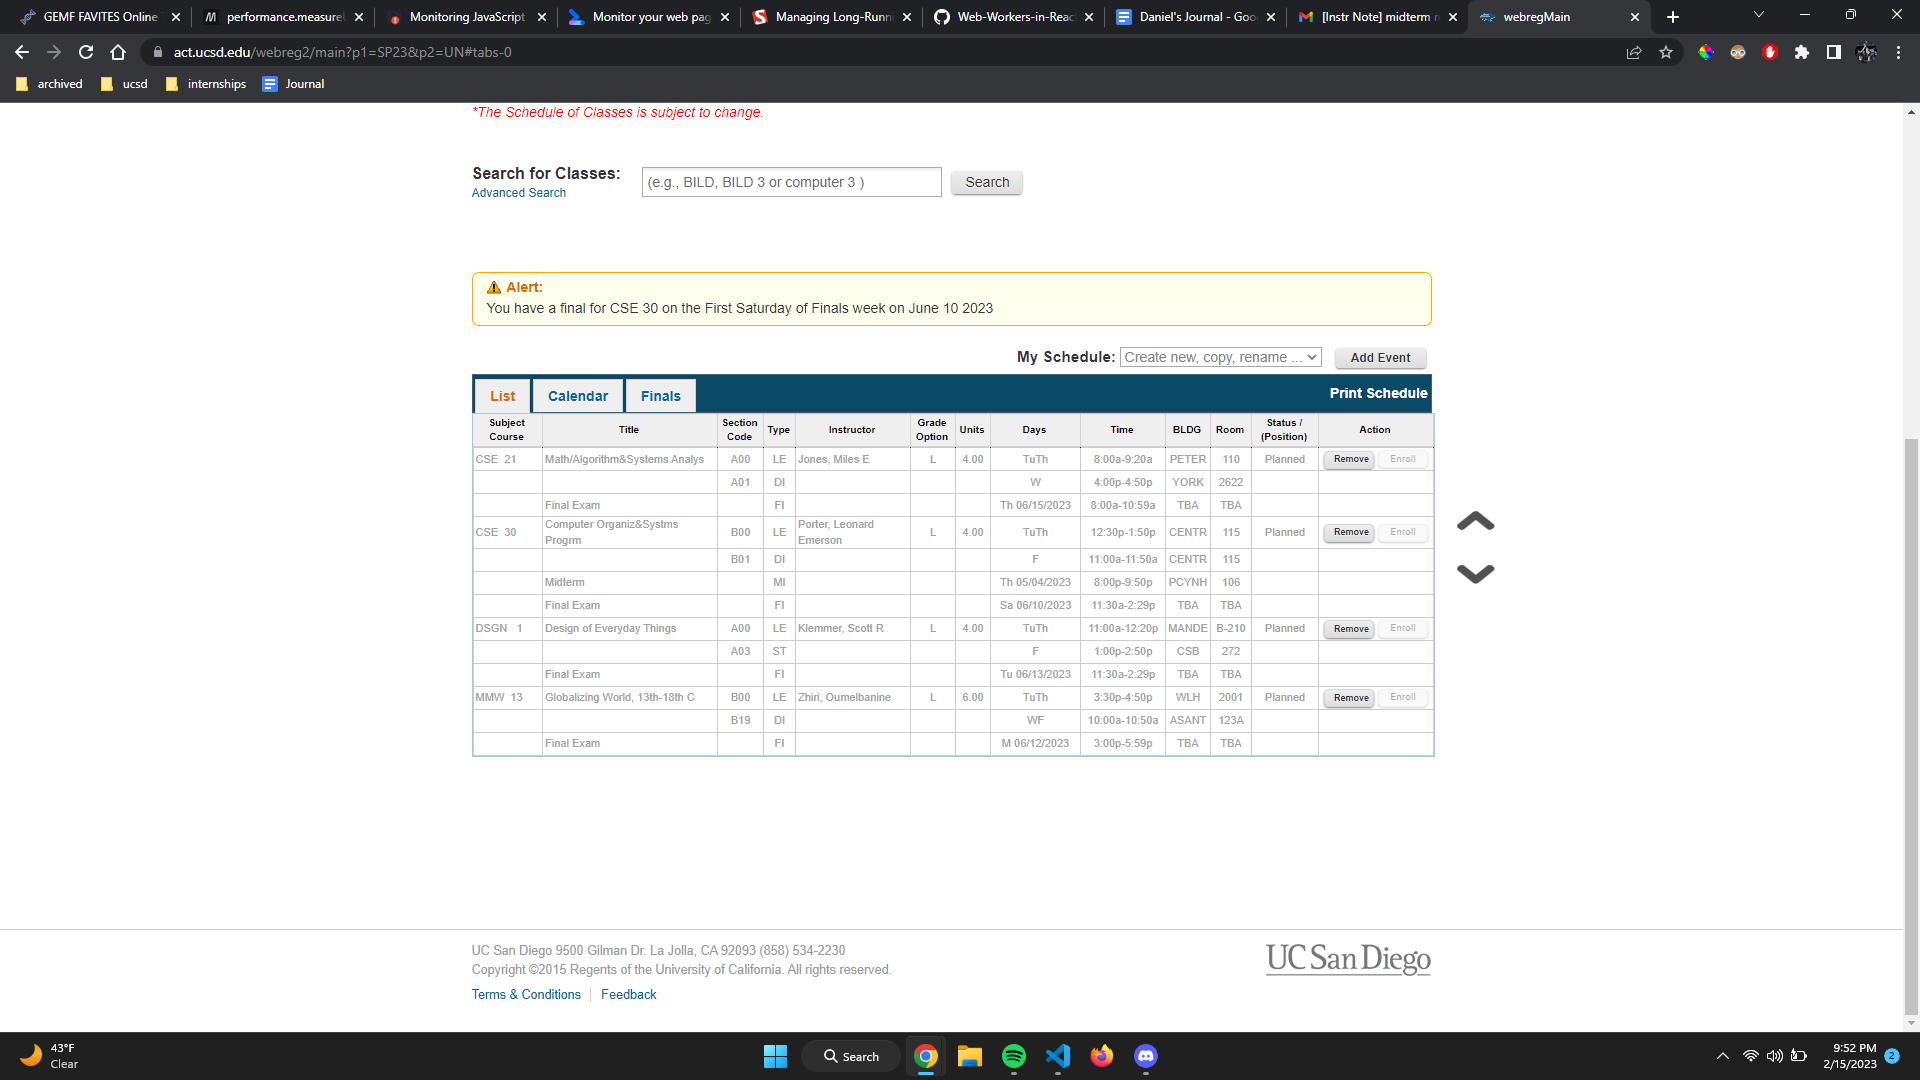 GEMF FAVITES Online
performance.measure
Monitoring JavaScript
Monitor your web pag
Managing Long-Runni
Web-Workers-in-Reac
Daniel's Journal - Goo
[Instr Note] midterm
webregMain
act.ucsd.edu/webreg2/main?p1=SP23&p2=UN#tabs-0
archived ucsd internships Journal
*The Schedule of Classes is subject to change.
Search for Classes: (e.g., BILD, BILD 3 or computer 3 ) Search
Advanced Search
Alert:
You have a final for CSE 30 on the First Saturday of Finals week on June 10 2023
My Schedule: Create new, copy, rename ... Add Event
List Calendar Finals Print Schedule
Subject Course Title Section Code Type Instructor Grade Option Units Days Time BLDG Room Status / (Position) Action
CSE 21 Math/Algorithm&Systems Analys A00 LE Jones, Miles E L 4.00 TuTh 8:00a-9:20a PETER 110 Planned Remove Enroll
A01 DI W 4:00p-4:50p YORK 2622
Final Exam FI Th 06/15/2023 8:00a-10:59a TBA TBA
CSE 30 Computer Organiz&Systms Progrm B00 LE Porter, Leonard Emerson L 4.00 TuTh 12:30p-1:50p CENTR 115 Planned Remove Enroll
B01 DI F 11:00a-11:50a CENTR 115
Midterm MI Th 05/04/2023 8:00p-9:50p PCYNH 106
Final Exam FI Sa 06/10/2023 11:30a-2:29p TBA TBA
DSGN 1 Design of Everyday Things A00 LE Klemmer, Scott R L 4.00 TuTh 11:00a-12:20p MANDE B-210 Planned Remove Enroll
A03 ST F 1:00p-2:50p CSB 272
Final Exam FI Tu 06/13/2023 11:30a-2:29p TBA TBA
MMW 13 Globalizing World, 13th-18th C B00 LE Zhiri, Oumelbanine L 6.00 TuTh 3:30p-4:50p WLH 2001 Planned Remove Enroll
B19 DI WF 10:00a-10:50a ASANT 123A
Final Exam FI M 06/12/2023 3:00p-5:59p TBA TBA
UC San Diego 9500 Gilman Dr. La Jolla, CA 92093 (858) 534-2230
Copyright ©2015 Regents of the University of California. All rights reserved.
Terms & Conditions Feedback
UC San Diego
43°F
Clear
Search
9:52 PM
2/15/2023
2